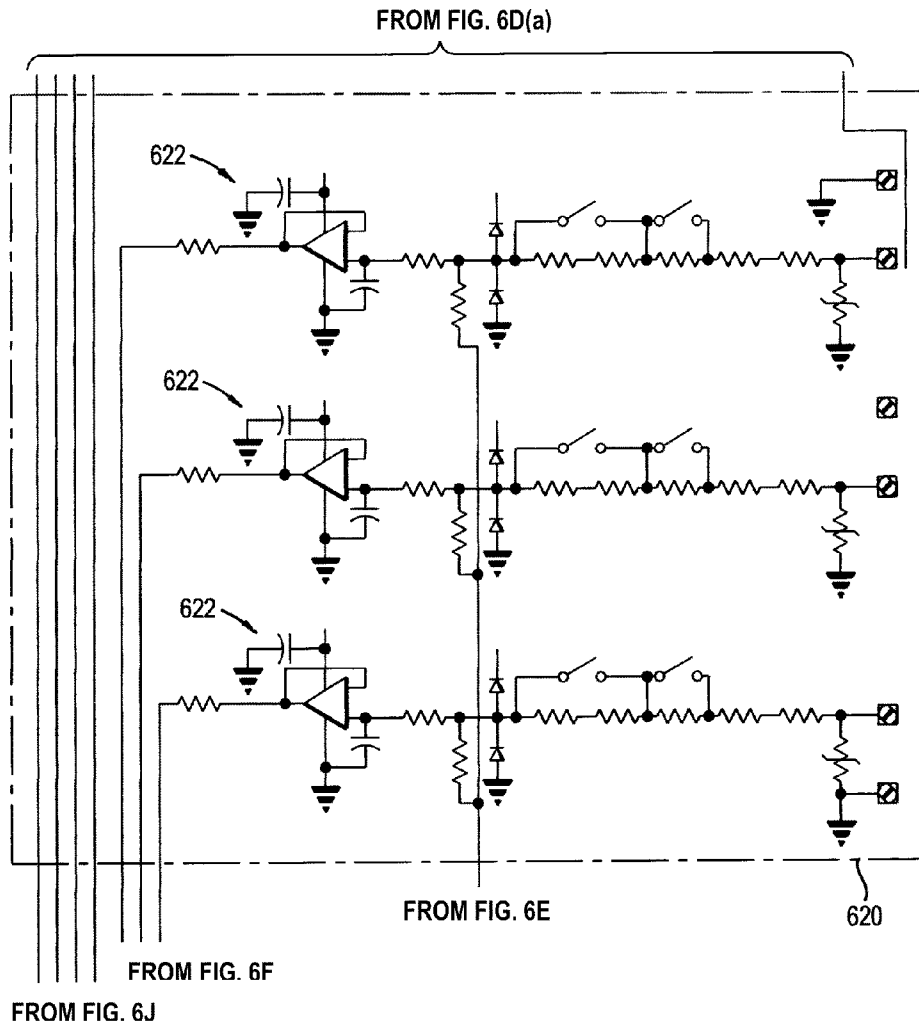 FROM FIG. 6D(a)
622
622
622
FROM FIG. 6E
620
FROM FIG. 6F
FROM FIG. 6J